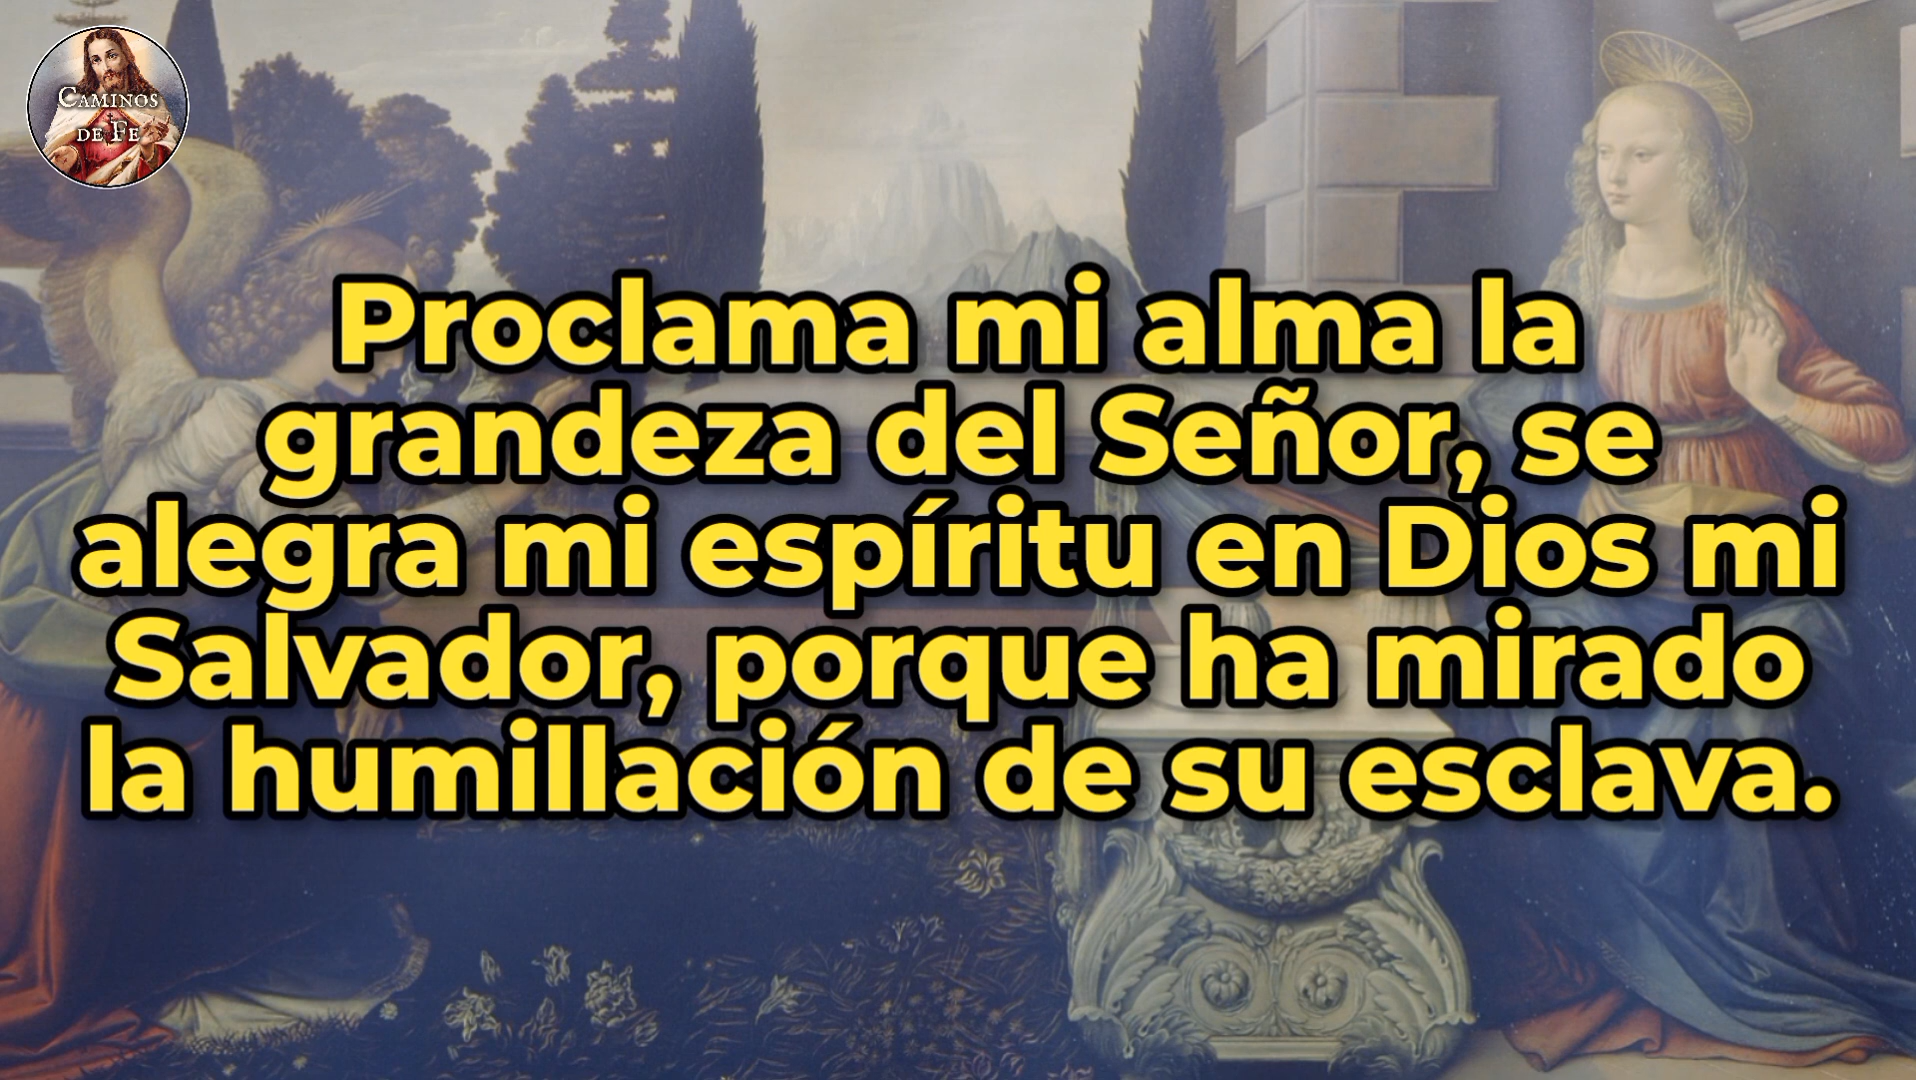 Caminos
de Fe
Proclama mi alma la
grandeza del Señor, se
alegra mi espíritu en Dios mi
Salvador, porque ha mirado
la humillación de su esclava.